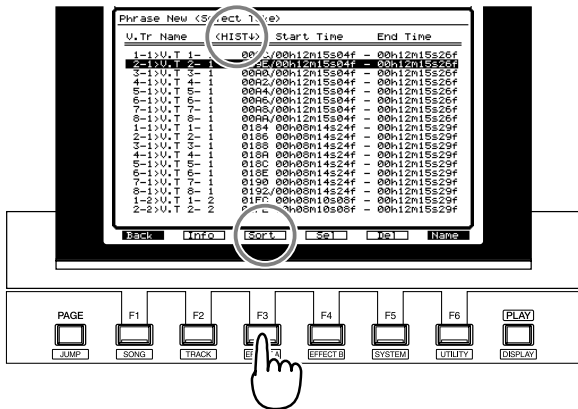 Phrase New <Select Take>
V.Tr Name <HIST↓> Start Time End Time
1-1>V.T 1- 00h12m15s04f - 00h12m15s26f
2-1>V.T 2- 1 00h12m15s04f - 00h12m15s26f
3-1>V.T 3- 1 00A0/00h12m15s04f - 00h12m15s26f
4-1>V.T 4- 1 00A2/00h12m15s04f - 00h12m15s26f
5-1>V.T 5- 1 00A4/00h12m15s04f - 00h12m15s26f
6-1>V.T 6- 1 00A6/00h12m15s04f - 00h12m15s26f
7-1>V.T 7- 1 00A8/00h12m15s04f - 00h12m15s26f
8-1>V.T 8- 1 00AA/00h12m15s04f - 00h12m15s26f
1-1>V.T 1- 1 0184 00h08m14s24f - 00h12m15s29f
2-1>V.T 2- 1 0186 00h08m14s24f - 00h12m15s29f
3-1>V.T 3- 1 0188 00h08m14s24f - 00h12m15s29f
4-1>V.T 4- 1 018A 00h08m14s24f - 00h12m15s29f
5-1>V.T 5- 1 018C 00h08m14s24f - 00h12m15s29f
6-1>V.T 6- 1 018E 00h08m14s24f - 00h12m15s29f
7-1>V.T 7- 1 0190 00h08m14s24f - 00h12m15s29f
8-1>V.T 8- 1 0192/00h08m14s24f - 00h12m15s29f
1-2>V.T 1- 2 01FC 00h08m10s08f - 00h12m15s29f
2-2>V.T 2- 2 00h08m10s08f - 00h12m15s29f
Back Info Sort Sel Del Name
PAGE F1 F2 F3 F4 F5 F6 PLAY
JUMP SONG TRACK EFFECT B SYSTEM UTILITY DISPLAY